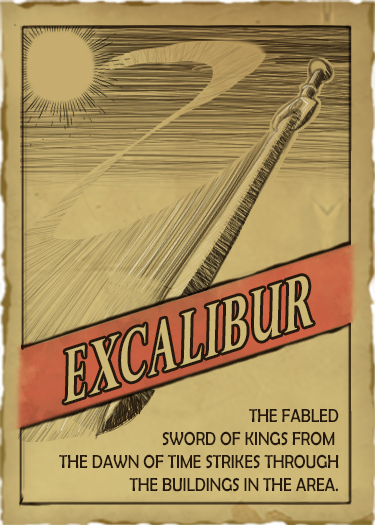 EXCALIBUR
THE FABLED
SWORD OF KINGS FROM
THE DAWN OF TIME STRIKES THROUGH
THE BUILDINGS IN THE AREA.